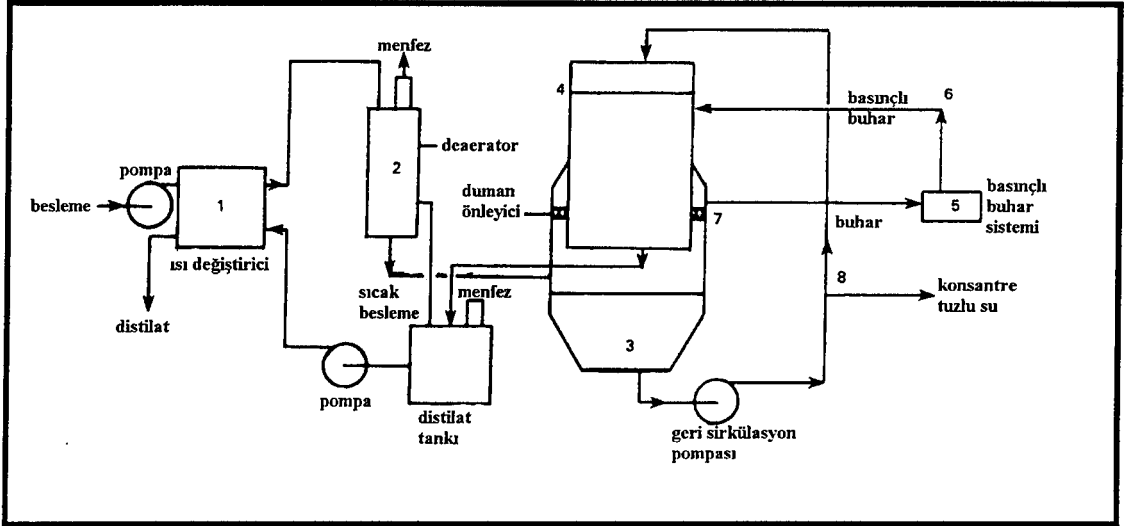 menfez
4
basınçlı
buhar
6
deaerator
2
pompa
duman
önleyici
basınçlı
buhar
sistemi
besleme
1
5
7
buhar
ısı değiştirici
8
konsantre
tuzlu su
sıcak
besleme
menfez
distilat
3
pompa
distilat
tankı
geri sirkülasyon
pompası